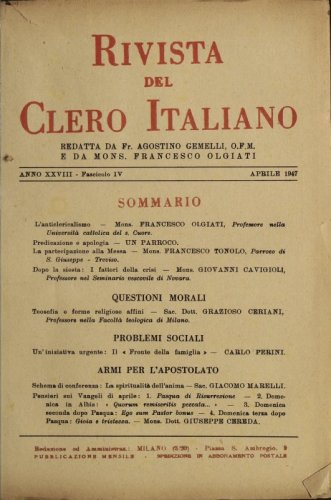 RIVISTA
DEL
CLERO ITALIANO
REDATTA DA Fr. AGOSTINO GEMELLI, O.F.M.
E DA MONS. FRANCESCO OLGIATI
ANNO XXVIII - Fascicolo IV APRILE 1947
SOMMARIO
L'anticlericalismo — Mons. FRANCESCO OLGIATI, Professore nella
Università cattolica del s. Cuore.
Predicazione e apologia — UN PARROCO.
La partecipazione alla Messa — Mons. FRANCESCO TONOLO, Parroco di
S. Giuseppe - Treviso.
Dopo la siesta: I fattori della crisi — Mons. GIOVANNI CAVIGIOLI,
Professore nel Seminario vescovile di Novara.
QUESTIONI MORALI
Teosofia e forme religiose affini — Sac. Dott. GRAZIOSO CERIANI,
Professore nella Facoltà teologica di Milano.
PROBLEMI SOCIALI
Un'iniziativa urgente: Il « Fronte della famiglia » — CARLO PERINI.
ARMI PER L'APOSTOLATO
Schema di conferenza: La spiritualità dell'anima — Sac. GIACOMO MARELLI.
Pensieri sui Vangeli di aprile: 1. Pasqua di Risurrezione — 2. Dome-
nica in Albis: « Quorum remiseritis peccata... » — 3. Domenica
seconda dopo Pasqua: Ego sum Pastor bonus — 4. Domenica terza dopo
Pasqua: Gioia e tristezza. — Mons. Dott. GIUSEPPE CEREDA.
Redazione ed Amministraz.: MILANO Piazza S. Ambrogio, 9
PUBBLICAZIONE MENSILE - SPEDIZIONE IN ABBONAMENTO POSTALE